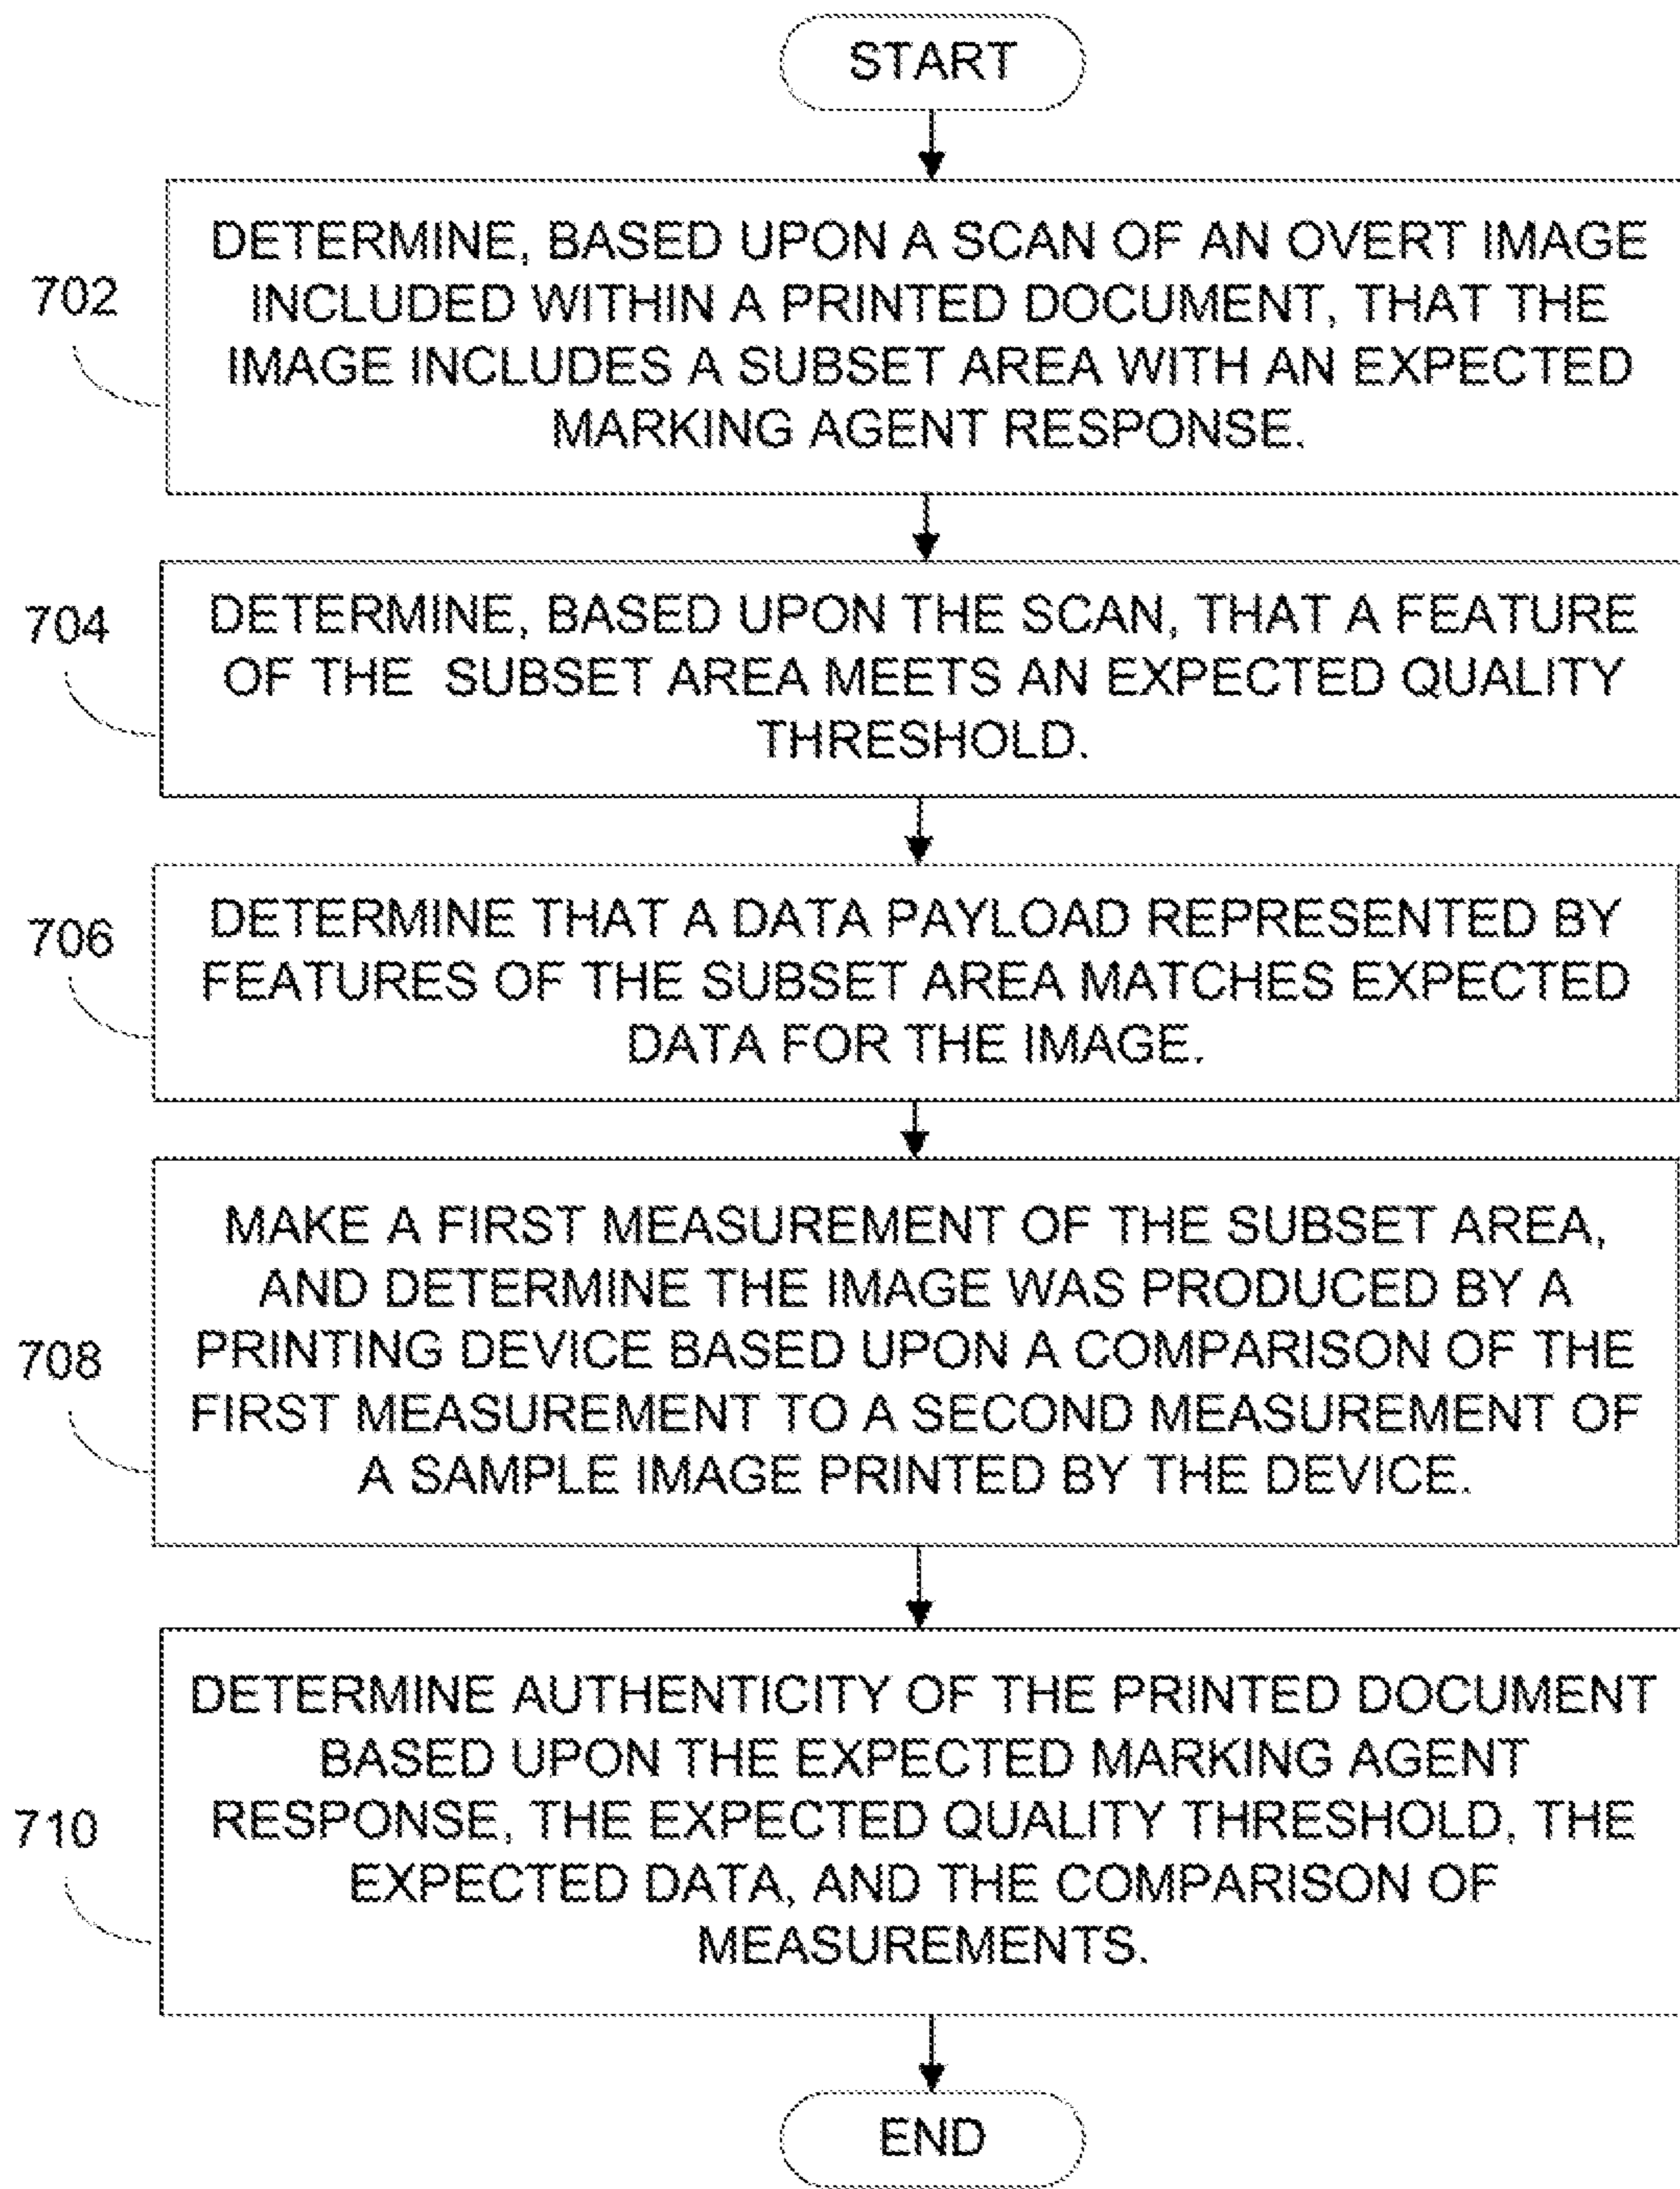 START
702
DETERMINE, BASED UPON A SCAN OF AN OVERT IMAGE
INCLUDED WITHIN A PRINTED DOCUMENT, THAT THE
IMAGE INCLUDES A SUBSET AREA WITH AN EXPECTED
MARKING AGENT RESPONSE.
704
DETERMINE, BASED UPON THE SCAN, THAT A FEATURE
OF THE SUBSET AREA MEETS AN EXPECTED QUALITY
THRESHOLD.
706
DETERMINE THAT A DATA PAYLOAD REPRESENTED BY
FEATURES OF THE SUBSET AREA MATCHES EXPECTED
DATA FOR THE IMAGE.
708
MAKE A FIRST MEASUREMENT OF THE SUBSET AREA,
AND DETERMINE THE IMAGE WAS PRODUCED BY A
PRINTING DEVICE BASED UPON A COMPARISON OF THE
FIRST MEASUREMENT TO A SECOND MEASUREMENT OF
A SAMPLE IMAGE PRINTED BY THE DEVICE.
710
DETERMINE AUTHENTICITY OF THE PRINTED DOCUMENT
BASED UPON THE EXPECTED MARKING AGENT
RESPONSE, THE EXPECTED QUALITY THRESHOLD, THE
EXPECTED DATA, AND THE COMPARISON OF
MEASUREMENTS.
END